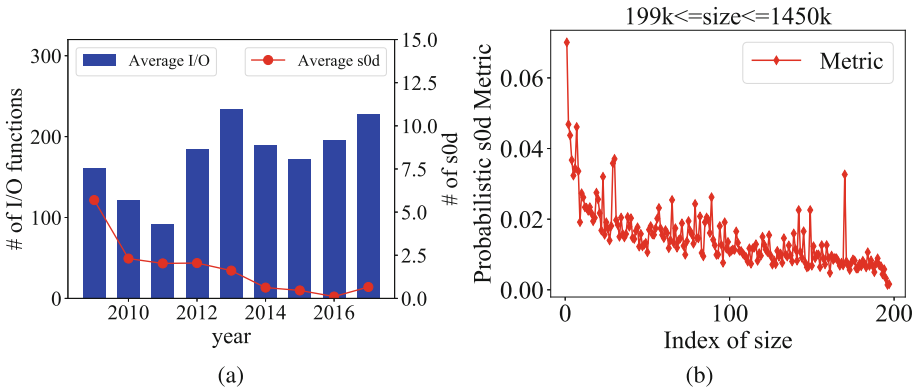 199k<=size<=1450k
300
200
100
0
# of I/O functions
Average I/O
Average s0d
15.0
12.5
10.0
7.5
5.0
2.5
0.0
# of s0d
2010
2012
2014
2016
year
(a)
Probabilistic s0d Metric
0.06
0.04
0.02
0.00
Metric
0
100
200
Index of size
(b)